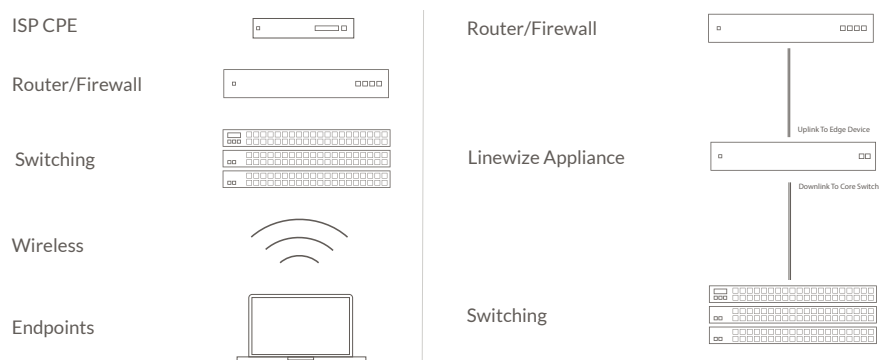 ISP CPE
Router/Firewall
Switching
Wireless
Endpoints
Router/Firewall
Uplink To Edge Device
Linewize Appliance
Downlink To Core Switch
Switching